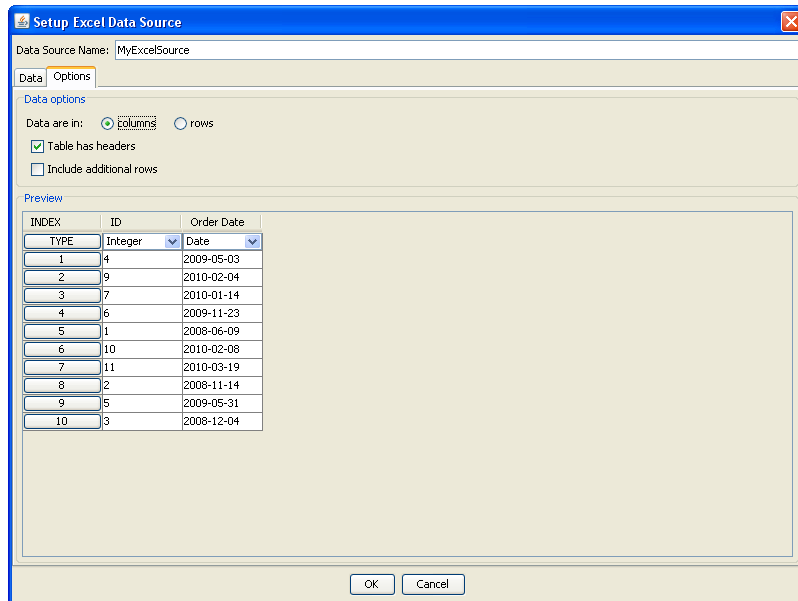 Setup Excel Data Source
Data Source Name: MyExcelSource
Data Options
Data options
Data are in: columns rows
Table has headers
Include additional rows
Preview
INDEX ID Order Date
TYPE Integer Date
1 4 2009-05-03
2 9 2010-02-04
3 7 2010-01-14
4 6 2009-11-23
5 1 2008-06-09
6 10 2010-02-08
7 11 2010-03-19
8 2 2008-11-14
9 5 2009-05-31
10 3 2008-12-04
OK Cancel